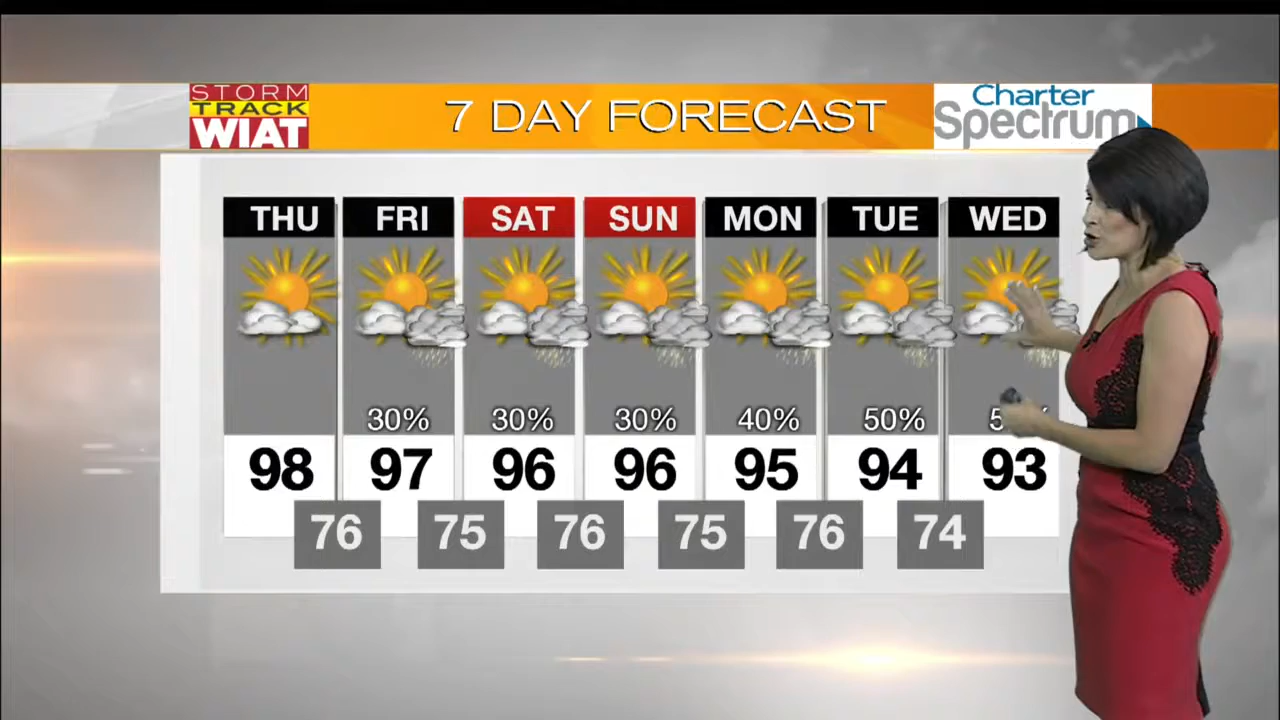 STORM
TRACK
WIAT
7 DAY FORECAST
Charter
Spectrum
THU FRI SAT SUN MON TUE WED
30% 30% 30% 40% 50%
98 97 96 96 95 94 93
76 75 76 75 76 74